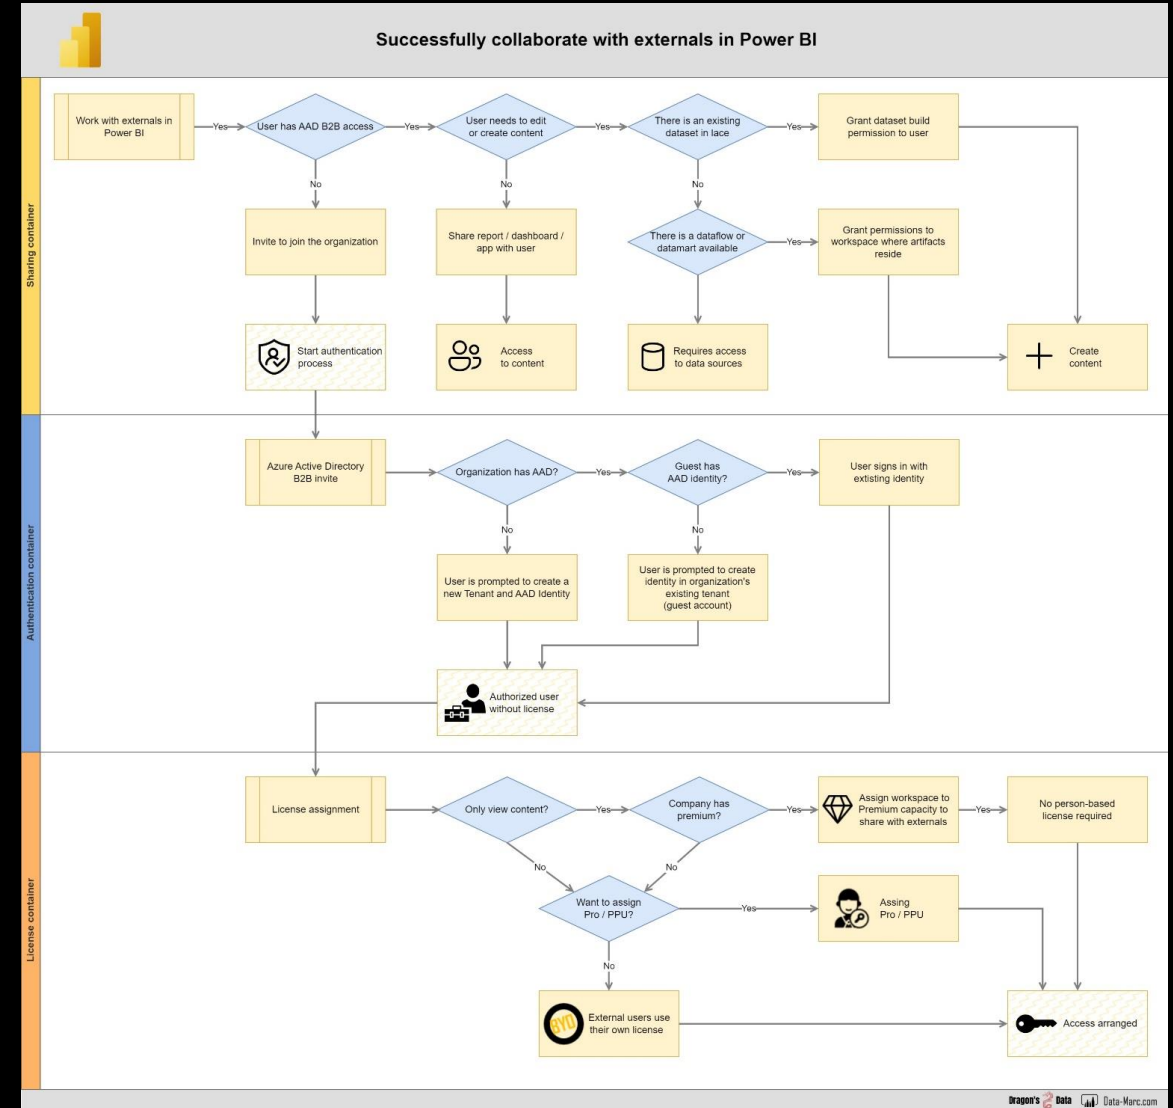 Successfully collaborate with externals in Power BI
Sharing container
Work with externals in
Power BI
Yes
User has AAD B2B access
Yes
User needs to edit
or create content
Yes
There is an existing
dataset in lace
Yes
Grant dataset build
permission to user
No
No
No
Invite to join the organization
Share report / dashboard /
app with user
There is a dataflow or
datamart available
Yes
Grant permissions to
workspace where artifacts
reside
Start authentication
process
Access
to content
Requires access
to data sources
Create
content
Authentication container
Azure Active Directory
B2B invite
Organization has AAD?
Yes
Guest has
AAD identity?
Yes
User signs in with
extisting identity
No
No
User is prompted to create a
new Tenant and AAD Identity
User is prompted to create
identity in organization's
existing tenant
(guest account)
Authorized user
without license
License container
License assignment
Only view content?
Yes
Company has
premium?
Yes
Assign workspace to
Premium capacity to
share with externals
Yes
No person-based
license required
No
No
Want to assign
Pro / PPU?
Yes
Assing
Pro / PPU
No
BYO
External users use
their own license
Access arranged
Dragon's Data
Data-Marc.com